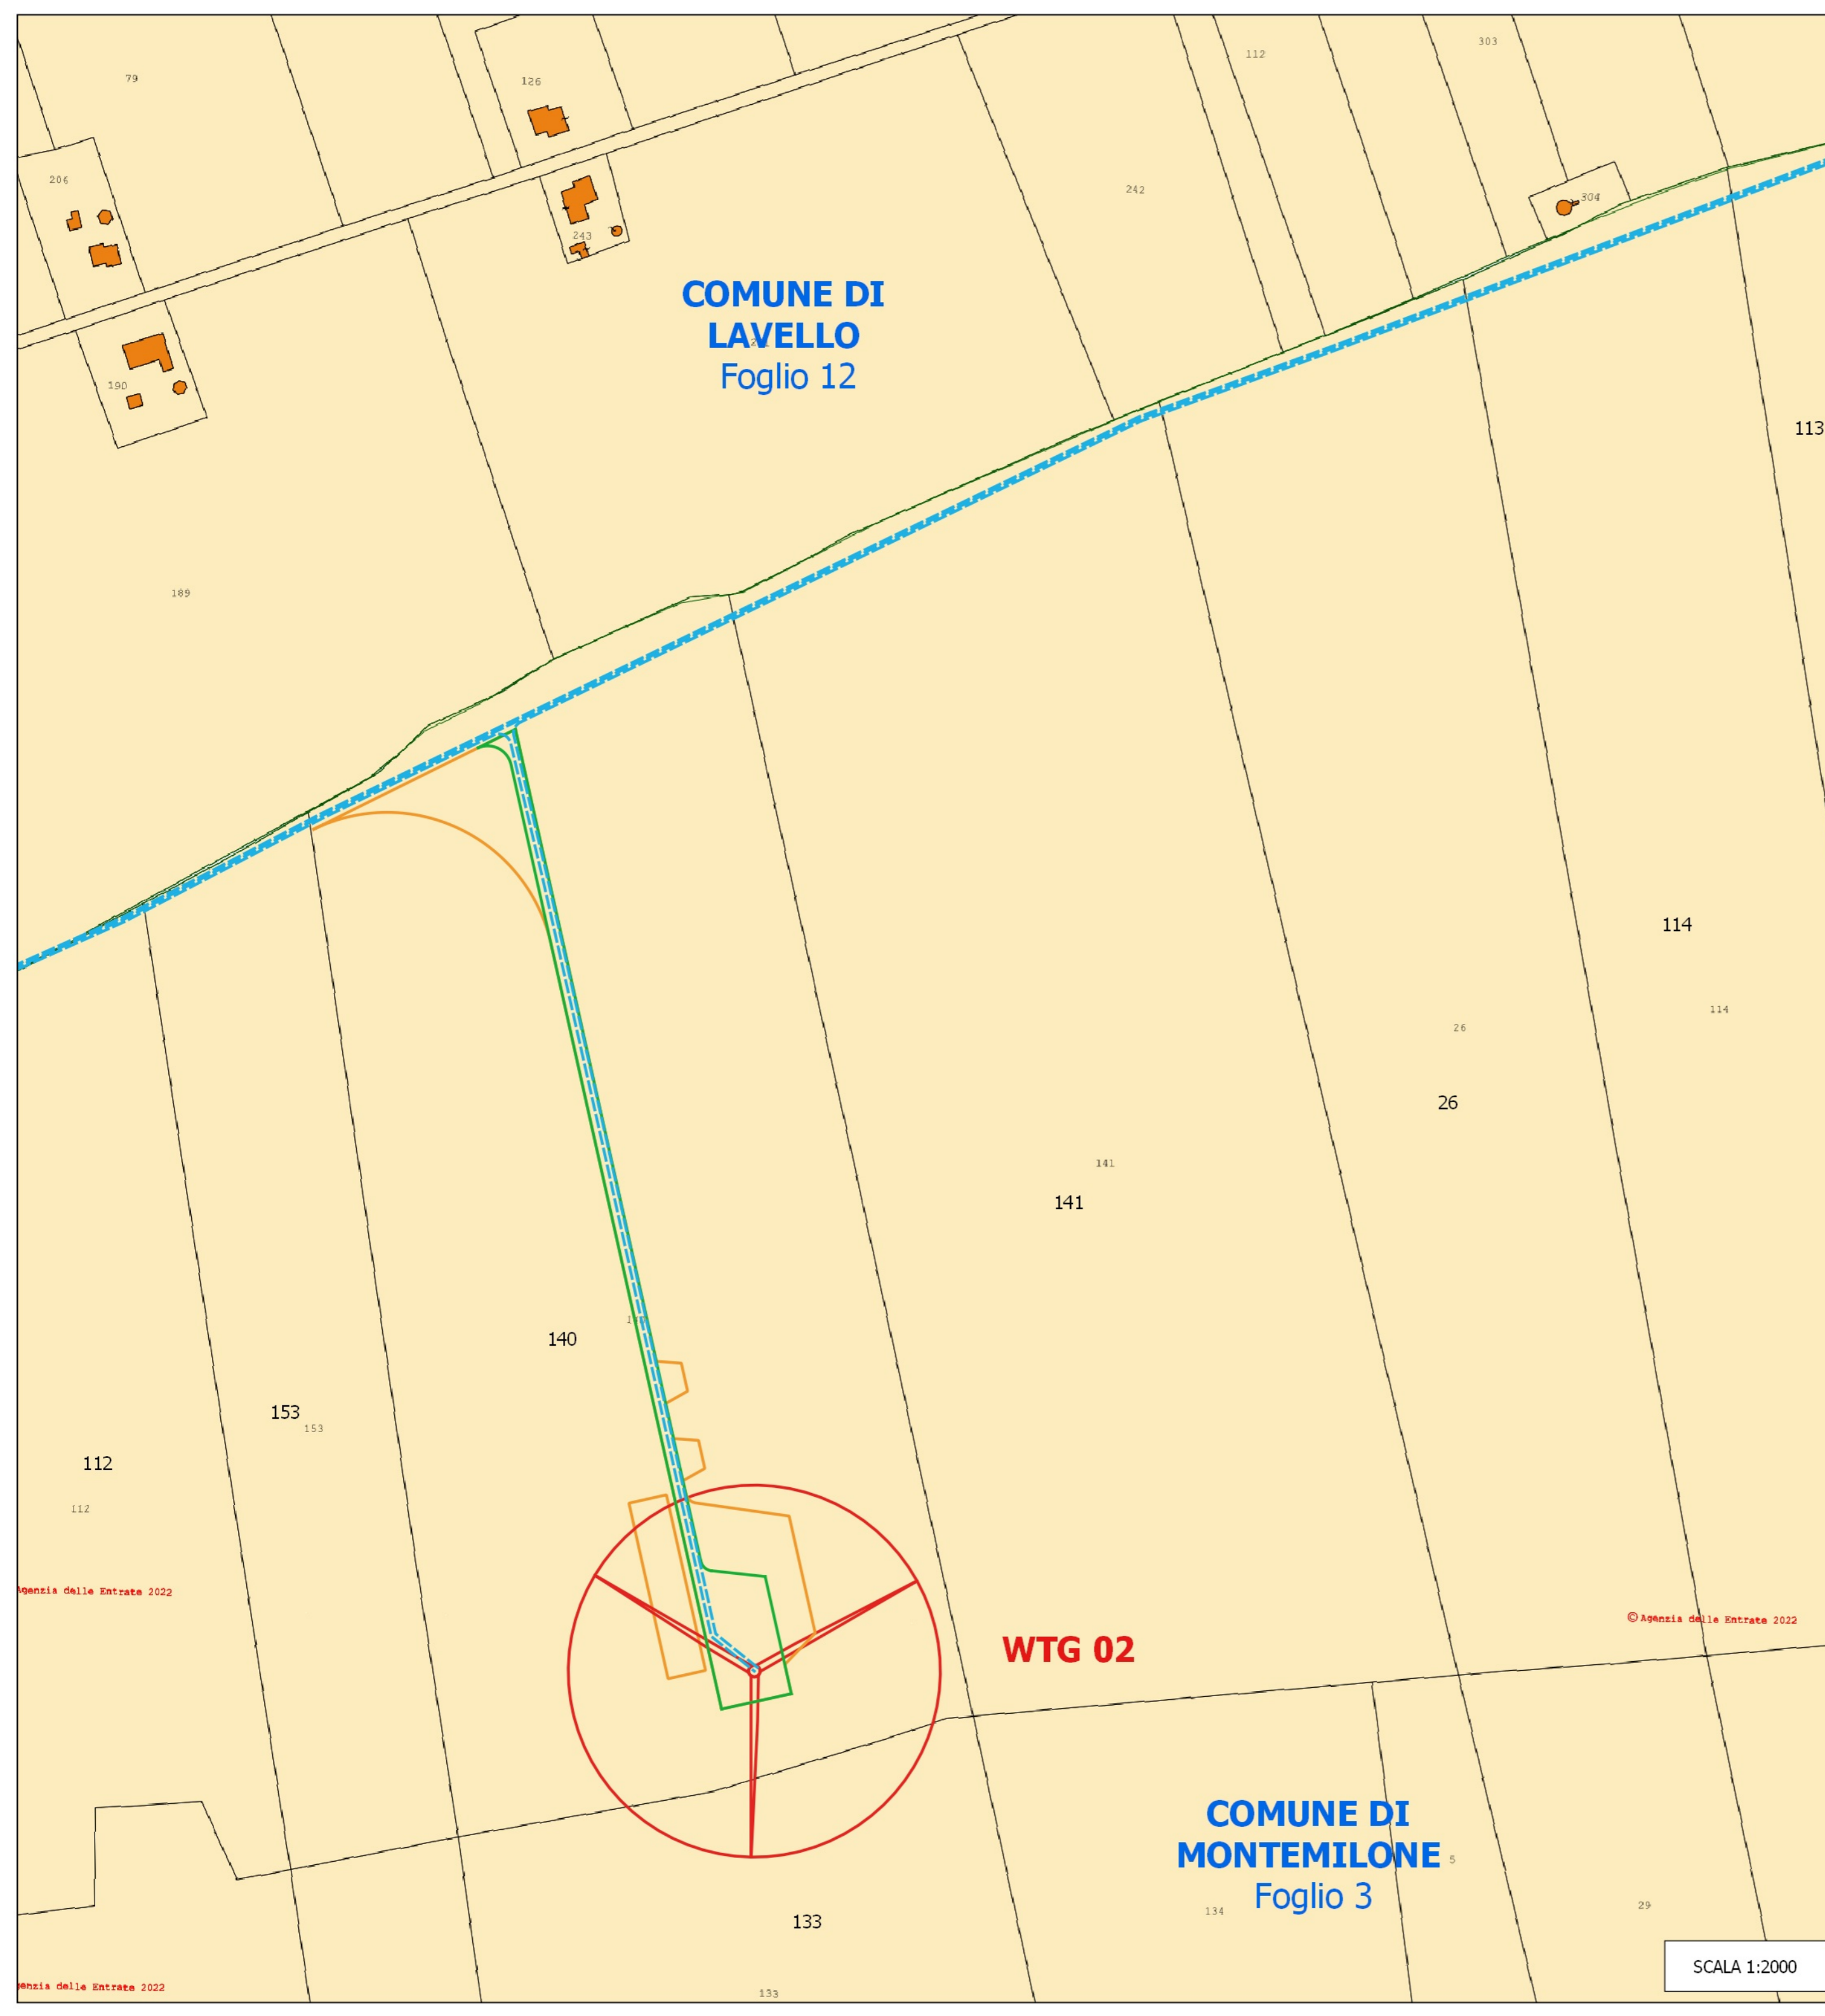 303
112
79
126
206
242
304
243
COMUNE DI
LAVELLO
Foglio 12
190
113
189
114
114
26
26
141
141
140
153
153
112
112
Agenzia delle Entrate 2022
© Agenzia delle Entrate 2022
WTG 02
COMUNE DI
MONTEMILONE
Foglio 3
5
29
134
133
SCALA 1:2000
genzia delle Entrate 2022
133